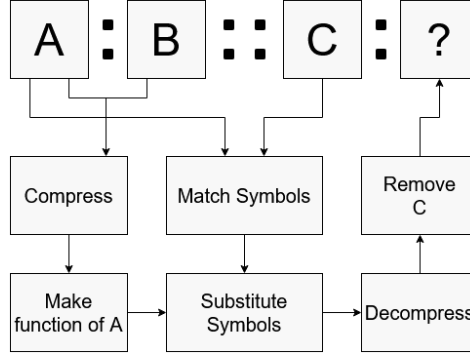 A : B : : C : ?
Compress
Match Symbols
Remove
C
Make
function of A
Substitute
Symbols
Decompress